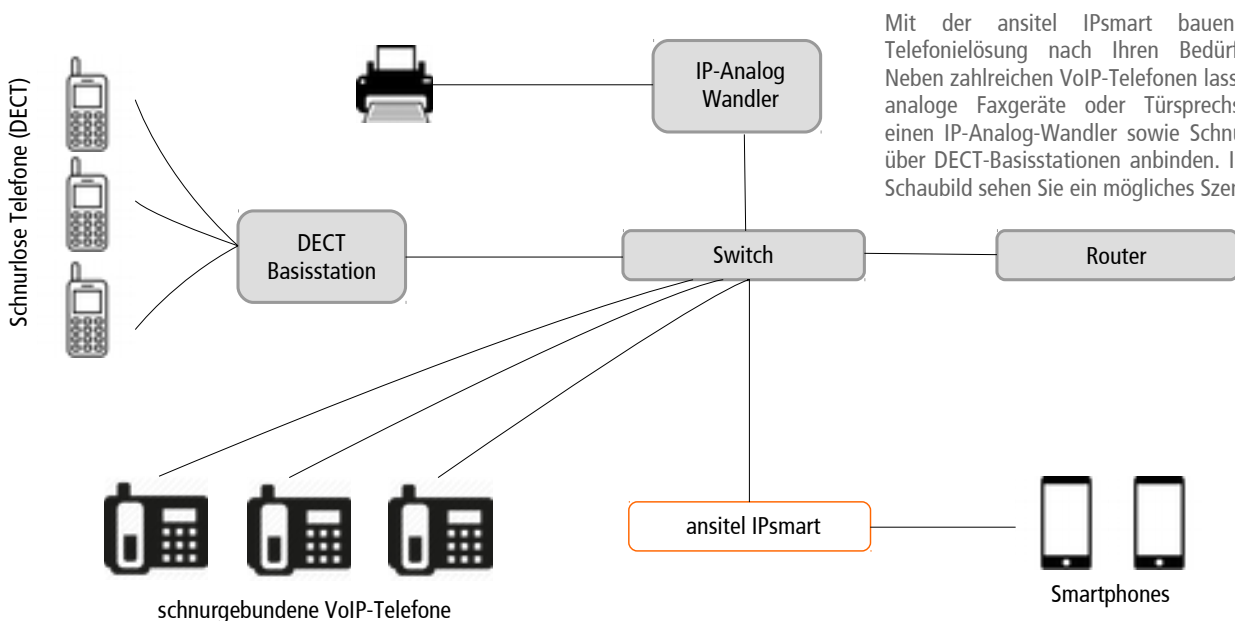 Mit der ansitel IPsmart bauen
Telefonielösung nach Ihren
Neben zahlreichen VoIP-Telefonen
analoge Faxgeräte oder
einen IP-Analog-Wandler sowie
über DECT-Basisstationen anbinden.
Schaubild sehen Sie ein mögliches
Schnurlose Telefone (DECT)
IP-Analog
Wandler
DECT
Basisstation
Switch
Router
ansitel IPsmart
schnurgebundene VoIP-Telefone
Smartphones